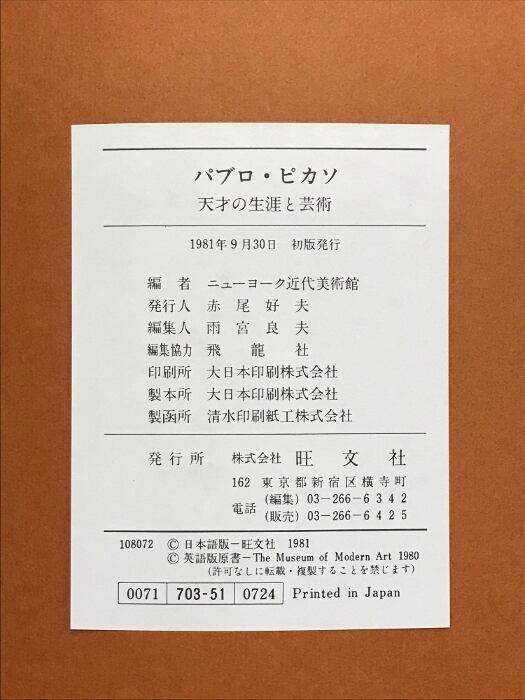 パブロ・ピカソ
天才の生涯と芸術
1981年9月30日 初版発行
編者 ニューヨーク近代美術館
発行人 赤尾好夫
編集人 雨宮良夫
編集協力 飛龍社
印刷所 大日本印刷株式会社
製本所 大日本印刷株式会社
製函所 清水印刷紙工株式会社
発行所 株式会社 旺文社
162 東京都新宿区横寺町
電話 (編集) 03-266-6342
(販売) 03-266-6425
108072 © 日本語版-旺文社 1981
© 英語版原書-The Museum of Modern Art 1980
(許可なしに転載・複製することを禁じます)
0071 703-51 0724 Printed in Japan